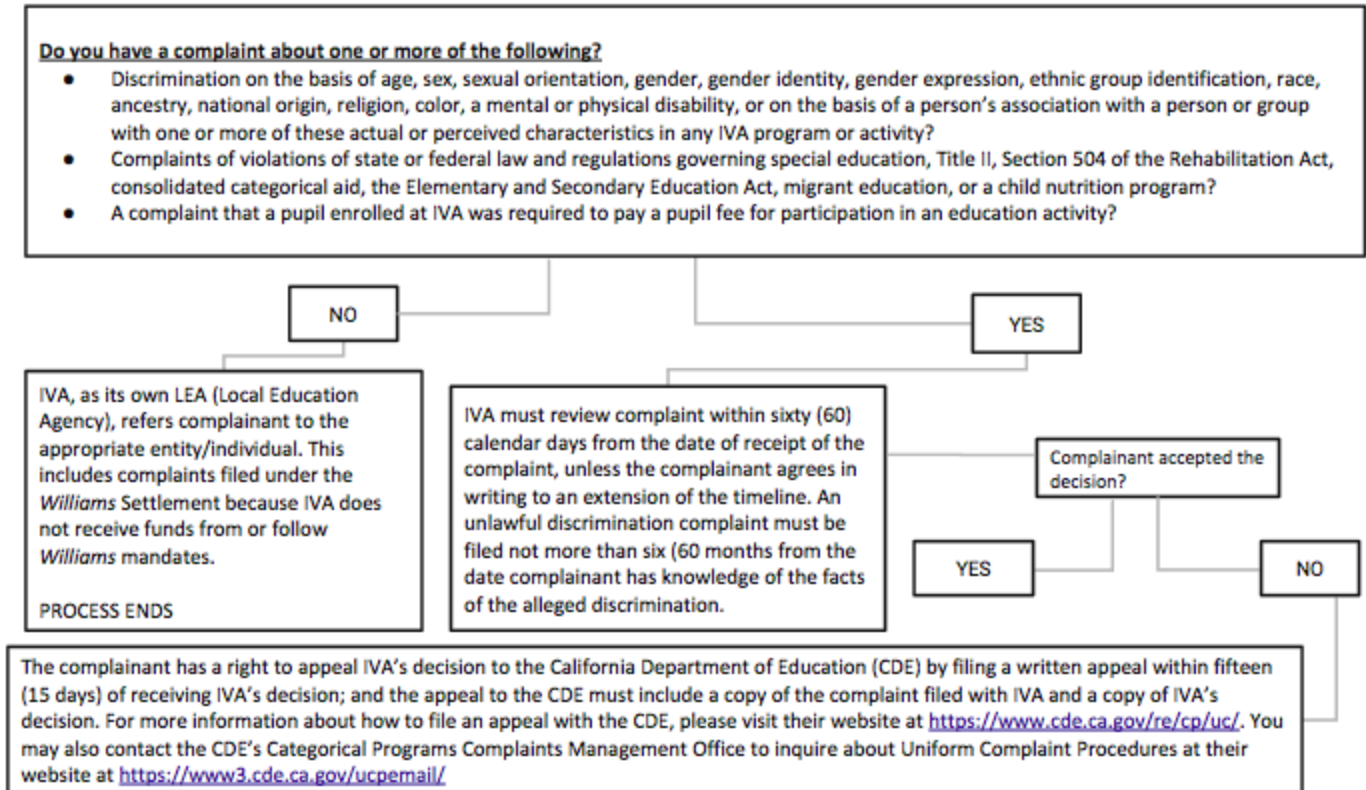 Do you have a complaint about one or more of the following?
● Discrimination on the basis of age, sex, sexual orientation, gender, gender identity, gender expression, ethnic group identification, race,
ancestry, national origin, religion, color, a mental or physical disability, or on the basis of a person's association with a person or group
with one or more of these actual or perceived characteristics in any IVA program or activity?
● Complaints of violations of state or federal law and regulations governing special education, Title II, Section 504 of the Rehabilitation Act,
consolidated categorical aid, the Elementary and Secondary Education Act, migrant education, or a child nutrition program?
● A complaint that a pupil enrolled at IVA was required to pay a pupil fee for participation in an education activity?
NO
YES
IVA, as its own LEA (Local Education
Agency), refers complainant to the
appropriate entity/individual. This
includes complaints filed under the
Williams Settlement because IVA does
not receive funds from or follow
Williams mandates.
PROCESS ENDS
IVA must review complaint within sixty (60)
calendar days from the date of receipt of the
complaint, unless the complainant agrees in
writing to an extension of the timeline. An
unlawful discrimination complaint must be
filed not more than six (60 months from the
date complainant has knowledge of the facts
of the alleged discrimination.
Complainant accepted the
decision?
YES
NO
The complainant has a right to appeal IVA's decision to the California Department of Education (CDE) by filing a written appeal within fifteen
(15 days) of receiving IVA's decision; and the appeal to the CDE must include a copy of the complaint filed with IVA and a copy of IVA's
decision. For more information about how to file an appeal with the CDE, please visit their website at https://www.cde.ca.gov/re/cp/uc/. You
may also contact the CDE's Categorical Programs Complaints Management Office to inquire about Uniform Complaint Procedures at their
website at https://www3.cde.ca.gov/ucpemail/